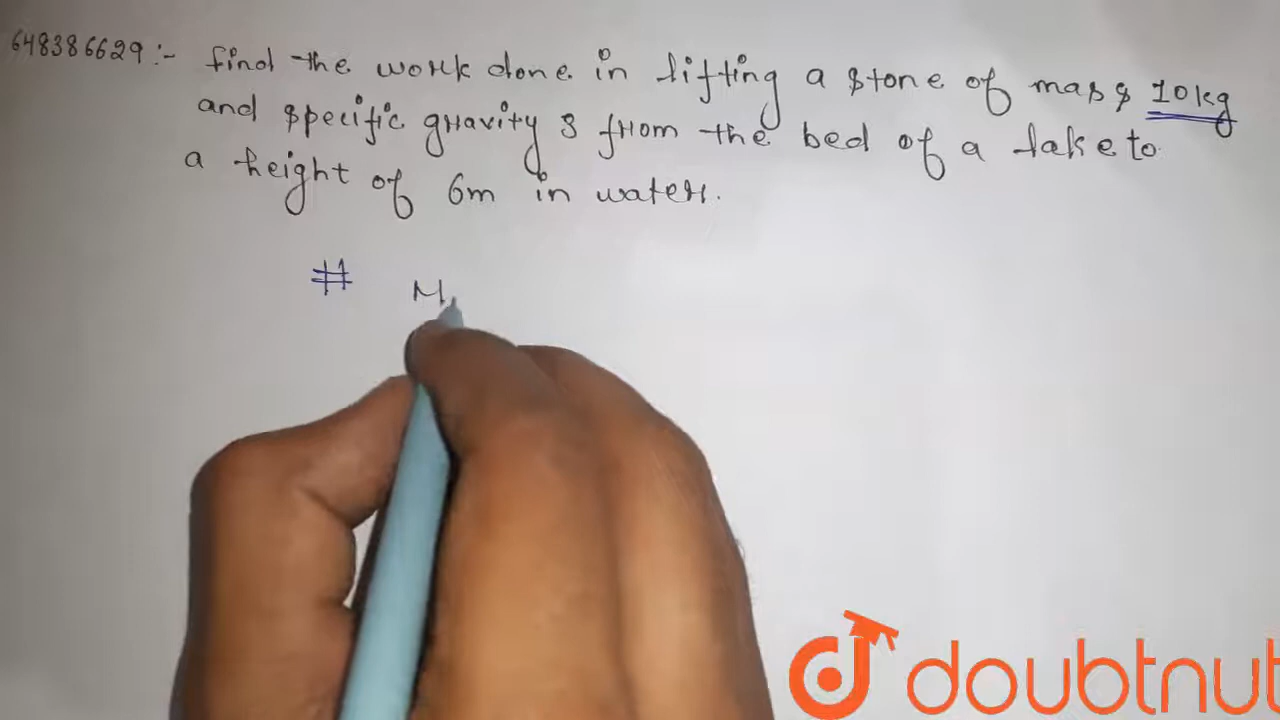 648386629:- find the work done in lifting a stone of mass 10kg
and specific gravity 3 from the bed of a lake to
a height of 6m in water.
# M
doubtnut